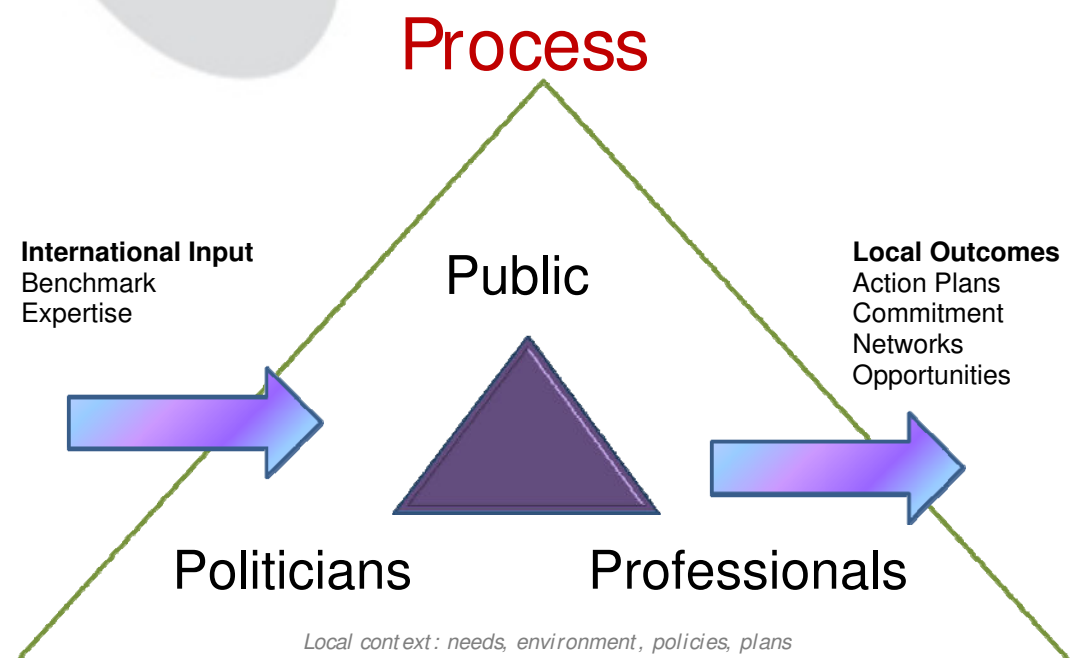 Process
International Input
Benchmark
Expertise
Public
Local Outcomes
Action Plans
Commitment
Networks
Opportunities
Politicians
Professionals
Local context: needs, environment, policies, plans